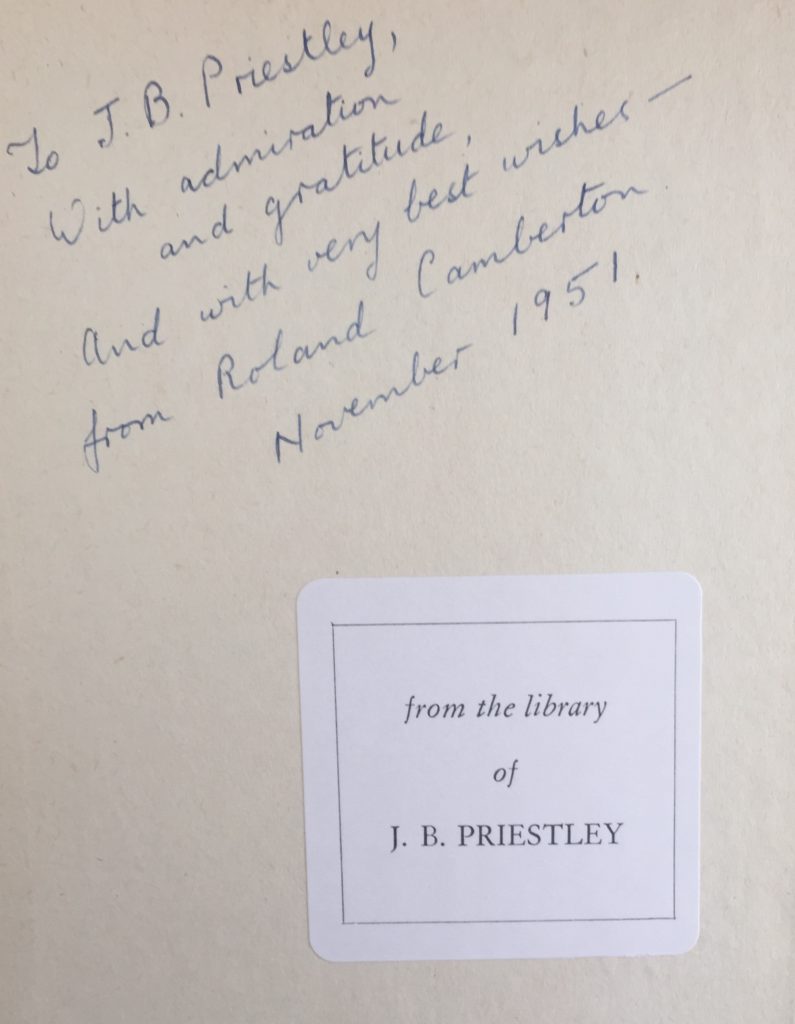 To J. B. Priestley,
With admiration
and gratitude,
And with very best wishes —
from Roland Camberton
November 1951.
from the library
of
J. B. PRIESTLEY